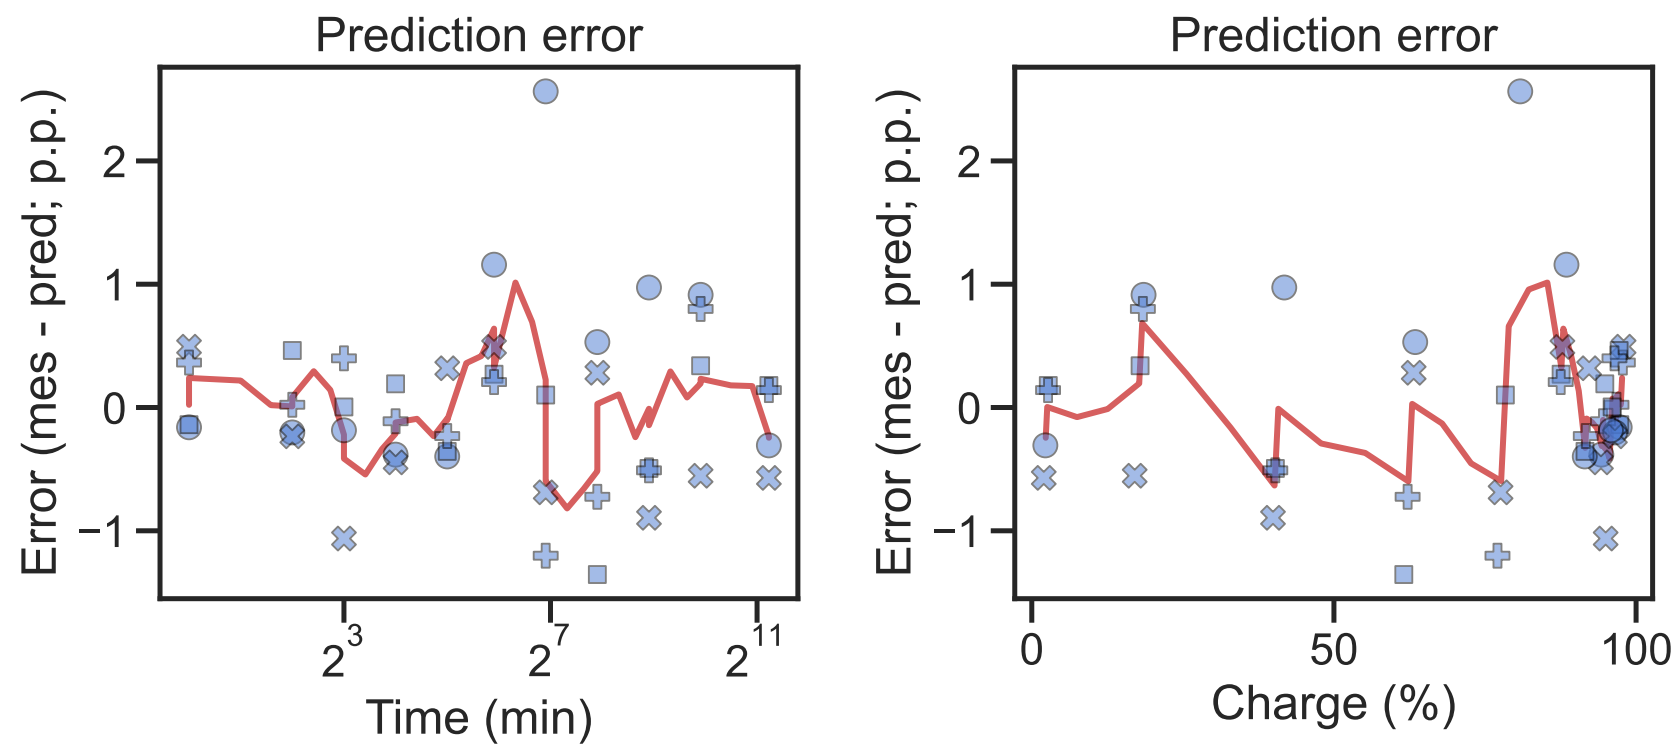 Prediction error
Error (mes - pred; p.p.)
2
1
0
−1
2^3
2^7
2^11
Time (min)
Prediction error
Error (mes - pred; p.p.)
2
1
0
−1
0
50
100
Charge (%)